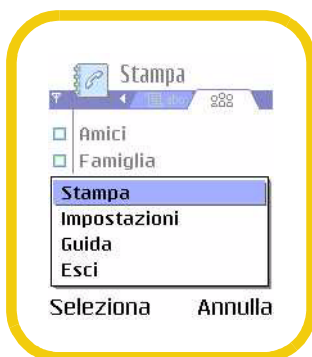 Stampa
Amici
Famiglia
Stampa
Impostazioni
Guida
Esci
Seleziona Annulla